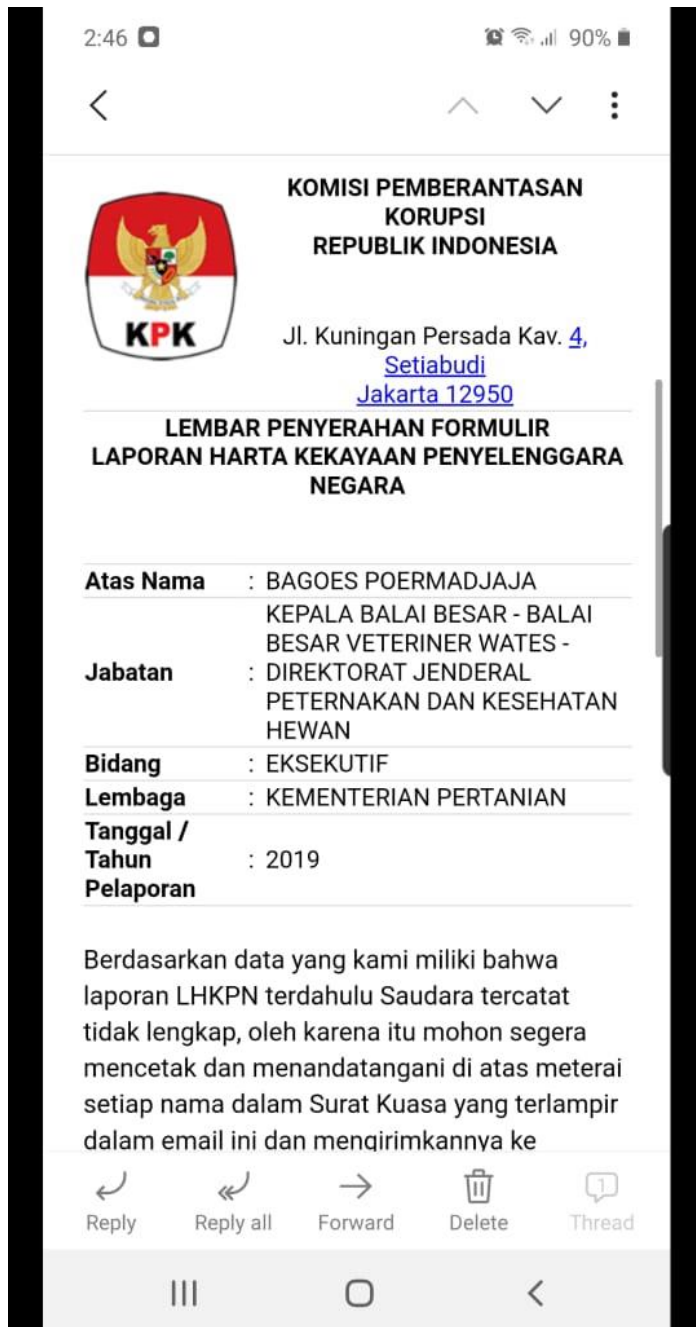 2:46
90%
KOMISI PEMBERANTASAN
KORUPSI
REPUBLIK INDONESIA
KPK
Jl. Kuningan Persada Kav. 4,
Setiabudi
Jakarta 12950
LEMBAR PENYERAHAN FORMULIR
LAPORAN HARTA KEKAYAAN PENYELENGGARA
NEGARA
Atas Nama : BAGOES POERMADJAJA
KEPALA BALAI BESAR - BALAI
BESAR VETERINER WATES -
Jabatan : DIREKTORAT JENDERAL
PETERNAKAN DAN KESEHATAN
HEWAN
Bidang : EKSEKUTIF
Lembaga : KEMENTERIAN PERTANIAN
Tanggal /
Tahun : 2019
Pelaporan
Berdasarkan data yang kami miliki bahwa
laporan LHKPN terdahulu Saudara tercatat
tidak lengkap, oleh karena itu mohon segera
mencetak dan menandatangani di atas meterai
setiap nama dalam Surat Kuasa yang terlampir
dalam email ini dan mengirimkannya ke
Reply Reply all Forward Delete 1 Thread